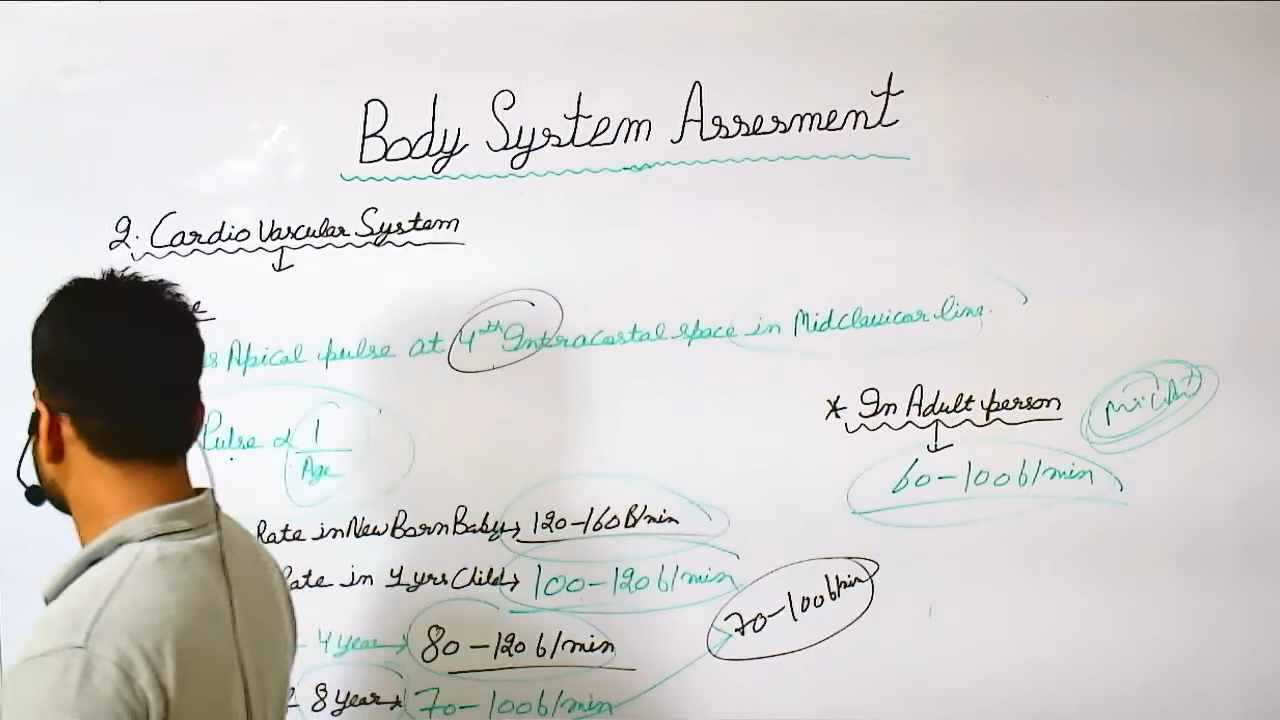 Body System Assesment
2. Cardio Vascular System
Apical pulse at 4th Intracostal space in Midclavicar line.
Pulse ∝ 1/Age
* In Adult person
60-100 b/min
Rate in New Born Baby → 120-160 B/min
Rate in 1 yrs Child → 100-120 b/min
4 year → 80-120 b/min
70-100 b/min
8 year → 70-100 b/min